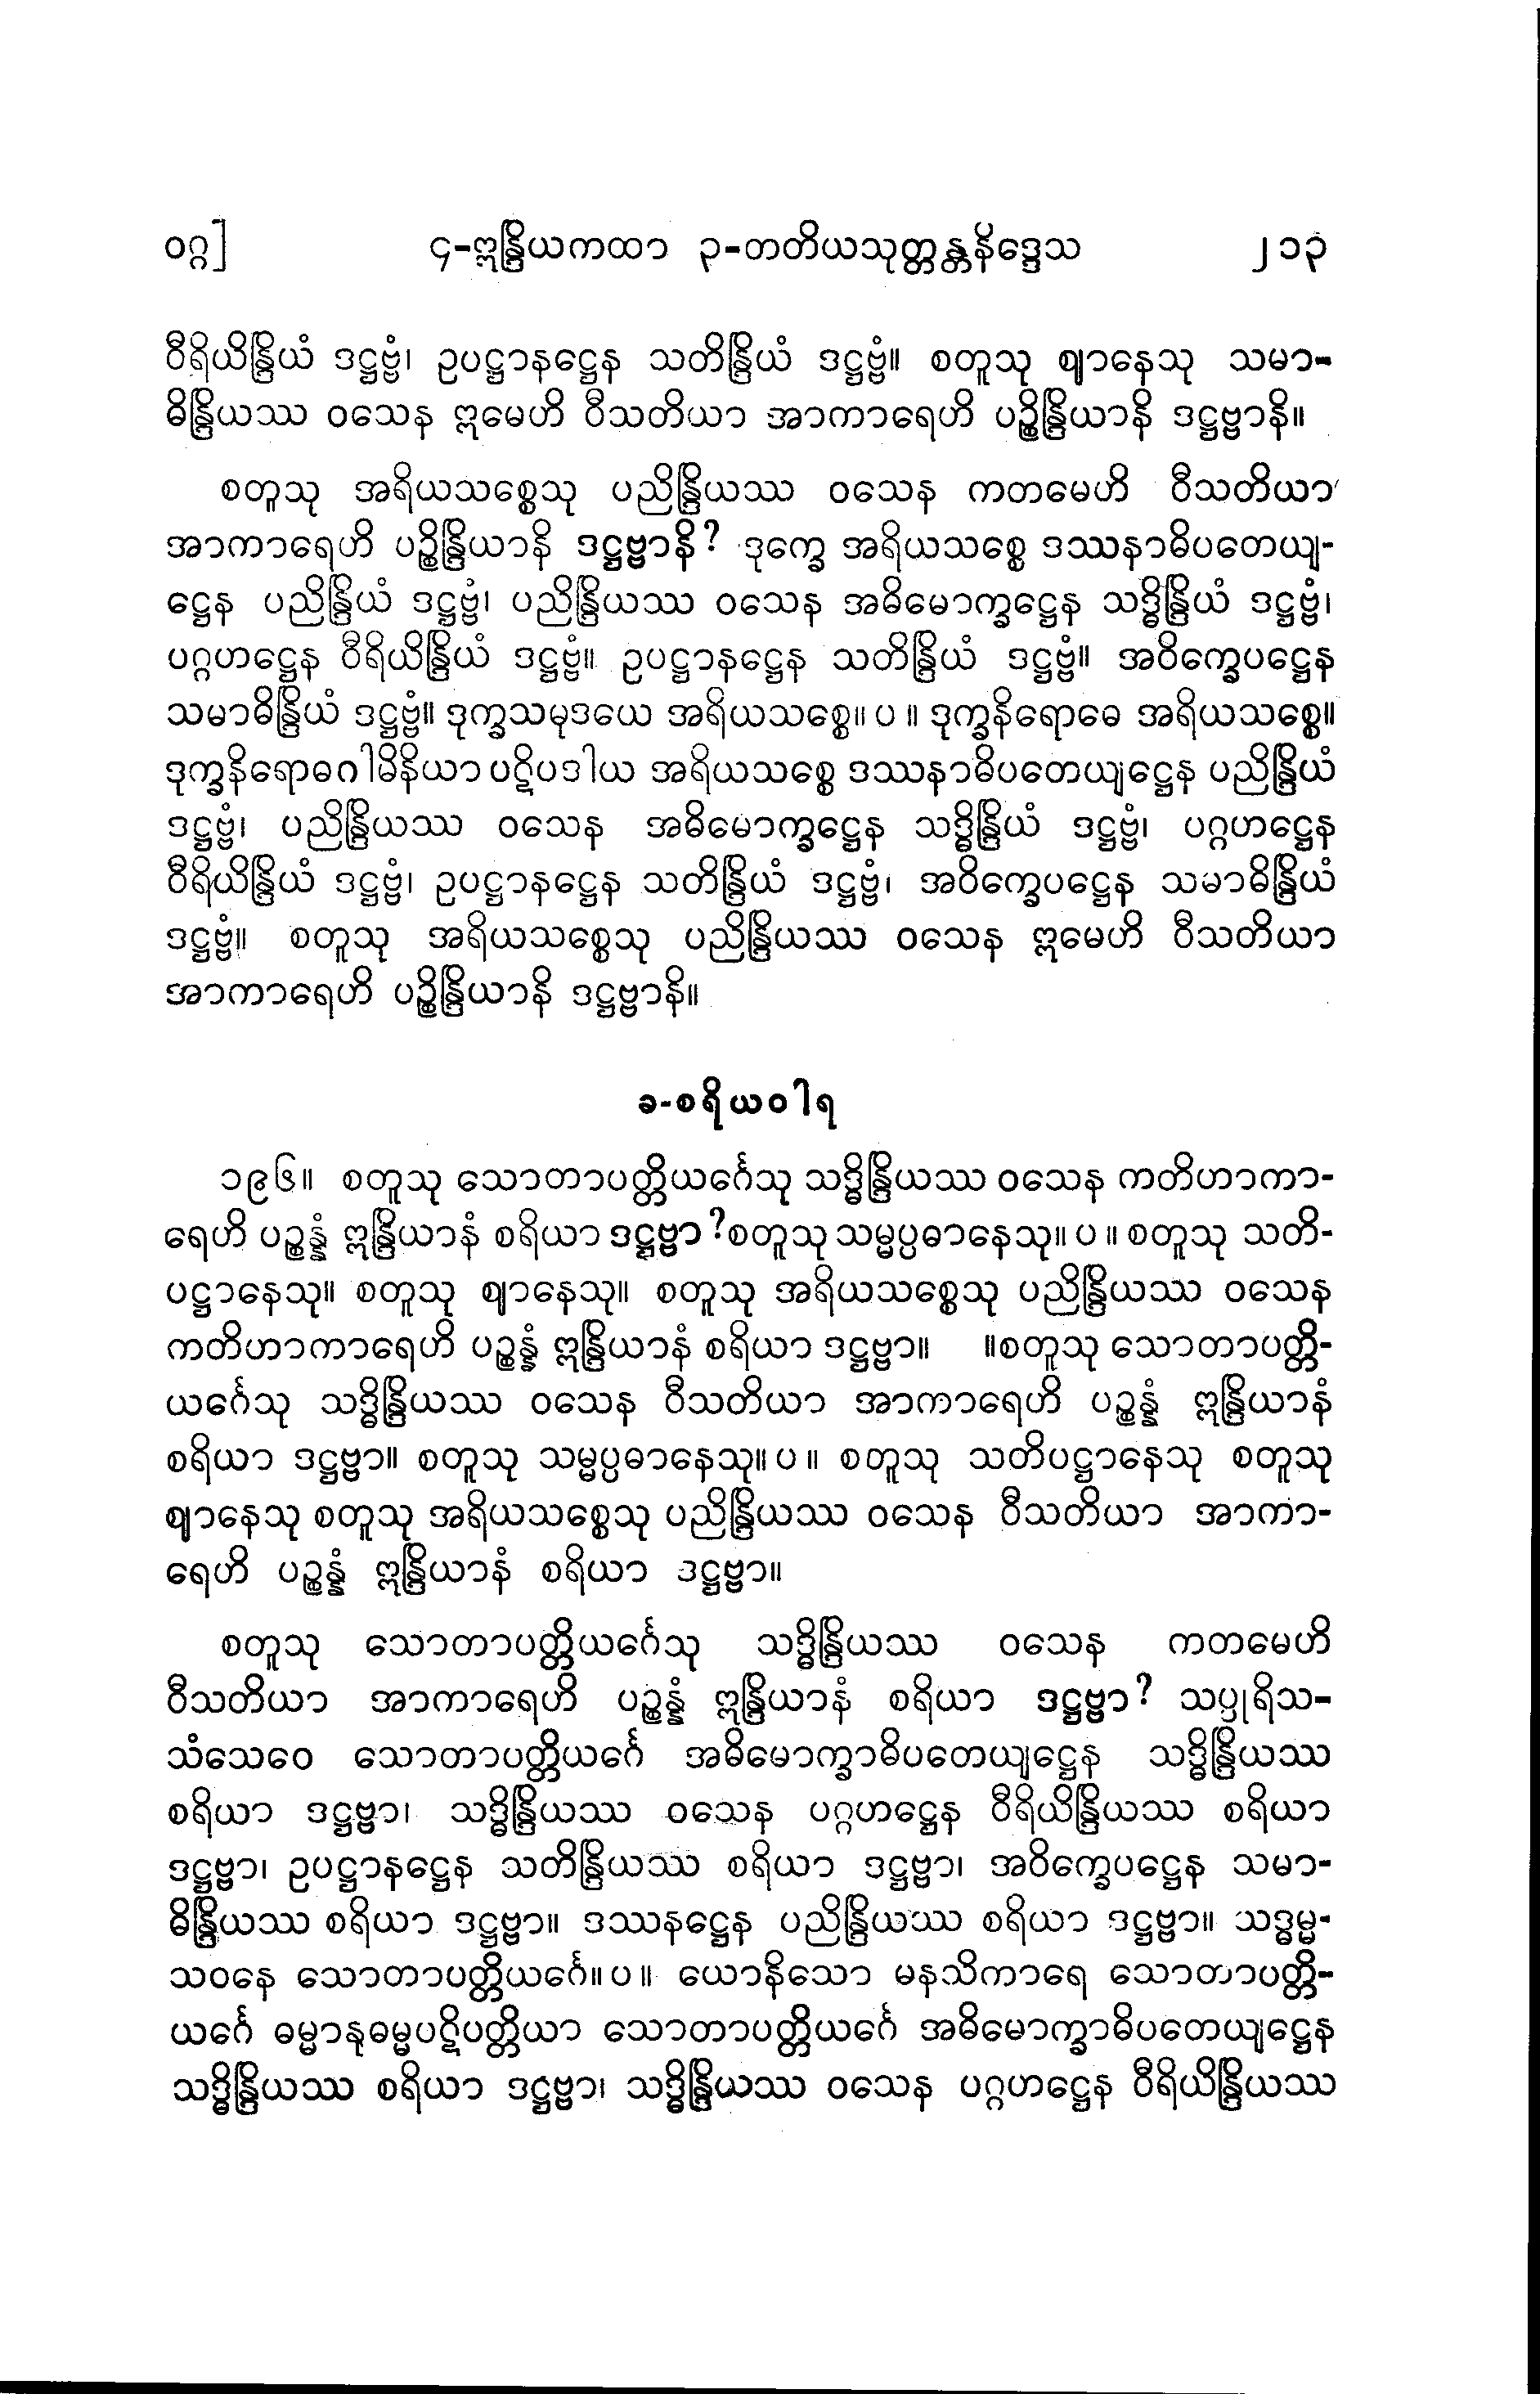 ဝဂ္ဂ] ၄-ဣန္ဒြိယကထာ ၃-တတိယသုတ္တန္တနိဒ္ဒေသ ၂၁၃
ဝီရိယိန္ဒြိယံ ဒဋ္ဌဗ္ဗံ၊ ဥပဋ္ဌာနဋ္ဌေန သတိန္ဒြိယံ ဒဋ္ဌဗ္ဗံ။ စတူသု ဈာနေသု သမာ-
ဓိန္ဒြိယဿ ဝသေန ဣမေဟိ ဝီသတိယာ အာကာရေဟိ ပဉ္စိန္ဒြိယာနိ ဒဋ္ဌဗ္ဗာနိ။
စတူသု အရိယသစ္စေသု ပညိန္ဒြိယဿ ဝသေန ကတမေဟိ ဝီသတိယာ
အာကာရေဟိ ပဉ္စိန္ဒြိယာနိ ဒဋ္ဌဗ္ဗာနိ? ဒုက္ခေ အရိယသစ္စေ ဒဿနာဓိပတေယျ-
ဋ္ဌေန ပညိန္ဒြိယံ ဒဋ္ဌဗ္ဗံ၊ ပညိန္ဒြိယဿ ဝသေန အဓိမောက္ခဋ္ဌေန သဒ္ဓိန္ဒြိယံ ဒဋ္ဌဗ္ဗံ၊
ပဂ္ဂဟဋ္ဌေန ဝီရိယိန္ဒြိယံ ဒဋ္ဌဗ္ဗံ။ ဥပဋ္ဌာနဋ္ဌေန သတိန္ဒြိယံ ဒဋ္ဌဗ္ဗံ။ အဝိက္ခေပဋ္ဌေန
သမာဓိန္ဒြိယံ ဒဋ္ဌဗ္ဗံ။ ဒုက္ခသမုဒယေ အရိယသစ္စေ။ ပ ။ ဒုက္ခနိရောဓေ အရိယသစ္စေ။
ဒုက္ခနိရောဓဂါမိနိယာ ပဋိပဒါယ အရိယသစ္စေ ဒဿနာဓိပတေယျဋ္ဌေန ပညိန္ဒြိယံ
ဒဋ္ဌဗ္ဗံ၊ ပညိန္ဒြိယဿ ဝသေန အဓိမောက္ခဋ္ဌေန သဒ္ဓိန္ဒြိယံ ဒဋ္ဌဗ္ဗံ၊ ပဂ္ဂဟဋ္ဌေန
ဝီရိယိန္ဒြိယံ ဒဋ္ဌဗ္ဗံ၊ ဥပဋ္ဌာနဋ္ဌေန သတိန္ဒြိယံ ဒဋ္ဌဗ္ဗံ၊ အဝိက္ခေပဋ္ဌေန သမာဓိန္ဒြိယံ
ဒဋ္ဌဗ္ဗံ။ စတူသု အရိယသစ္စေသု ပညိန္ဒြိယဿ ဝသေန ဣမေဟိ ဝီသတိယာ
အာကာရေဟိ ပဉ္စိန္ဒြိယာနိ ဒဋ္ဌဗ္ဗာနိ။
ခ-စရိယဝါရ
၁၉၆။ စတူသု သောတာပတ္တိယင်္ဂေသု သဒ္ဓိန္ဒြိယဿ ဝသေန ကတိဟာကာ-
ရေဟိ ပဉ္စန္နံ ဣန္ဒြိယာနံ စရိယာ ဒဋ္ဌဗ္ဗာ? စတူသု သမ္မပ္ပဓာနေသု။ ပ ။ စတူသု သတိ-
ပဋ္ဌာနေသု။ စတူသု ဈာနေသု။ စတူသု အရိယသစ္စေသု ပညိန္ဒြိယဿ ဝသေန
ကတိဟာကာရေဟိ ပဉ္စန္နံ ဣန္ဒြိယာနံ စရိယာ ဒဋ္ဌဗ္ဗာ။ ။စတူသု သောတာပတ္တိ-
ယင်္ဂေသု သဒ္ဓိန္ဒြိယဿ ဝသေန ဝီသတိယာ အာကာရေဟိ ပဉ္စန္နံ ဣန္ဒြိယာနံ
စရိယာ ဒဋ္ဌဗ္ဗာ။ စတူသု သမ္မပ္ပဓာနေသု။ ပ ။ စတူသု သတိပဋ္ဌာနေသု စတူသု
ဈာနေသု စတူသု အရိယသစ္စေသု ပညိန္ဒြိယဿ ဝသေန ဝီသတိယာ အာကာ-
ရေဟိ ပဉ္စန္နံ ဣန္ဒြိယာနံ စရိယာ ဒဋ္ဌဗ္ဗာ။
စတူသု သောတာပတ္တိယင်္ဂေသု သဒ္ဓိန္ဒြိယဿ ဝသေန ကတမေဟိ
ဝီသတိယာ အာကာရေဟိ ပဉ္စန္နံ ဣန္ဒြိယာနံ စရိယာ ဒဋ္ဌဗ္ဗာ? သပ္ပုရိသ-
သံသေဝေ သောတာပတ္တိယင်္ဂေ အဓိမောက္ခာဓိပတေယျဋ္ဌေန သဒ္ဓိန္ဒြိယဿ
စရိယာ ဒဋ္ဌဗ္ဗာ၊ သဒ္ဓိန္ဒြိယဿ ဝသေန ပဂ္ဂဟဋ္ဌေန ဝီရိယိန္ဒြိယဿ စရိယာ
ဒဋ္ဌဗ္ဗာ၊ ဥပဋ္ဌာနဋ္ဌေန သတိန္ဒြိယဿ စရိယာ ဒဋ္ဌဗ္ဗာ၊ အဝိက္ခေပဋ္ဌေန သမာ-
ဓိန္ဒြိယဿ စရိယာ ဒဋ္ဌဗ္ဗာ။ ဒဿနဋ္ဌေန ပညိန္ဒြိယဿ စရိယာ ဒဋ္ဌဗ္ဗာ။ သဒ္ဓမ္မ-
သဝနေ သောတာပတ္တိယင်္ဂေ။ ပ ။ ယောနိသော မနသိကာရေ သောတာပတ္တိ-
ယင်္ဂေ ဓမ္မာနုဓမ္မပဋိပတ္တိယာ သောတာပတ္တိယင်္ဂေ အဓိမောက္ခာဓိပတေယျဋ္ဌေန
သဒ္ဓိန္ဒြိယဿ စရိယာ ဒဋ္ဌဗ္ဗာ၊ သဒ္ဓိန္ဒြိယဿ ဝသေန ပဂ္ဂဟဋ္ဌေန ဝီရိယိန္ဒြိယဿ